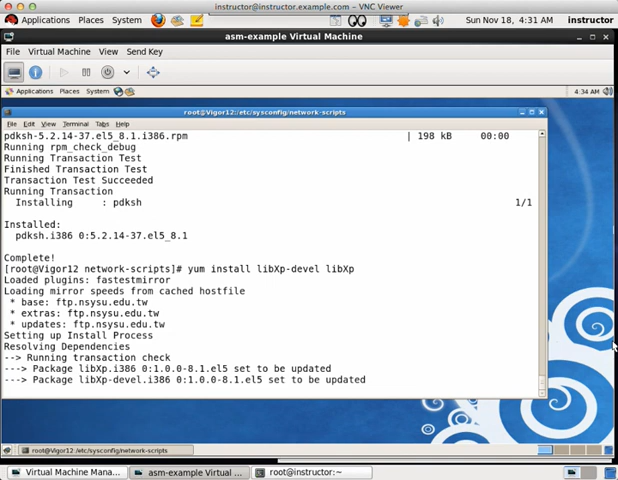 instructor@instructor.example.com – VNC Viewer
Applications Places System Sun Nov 18, 4:31 AM instructor
asm-example Virtual Machine
File Virtual Machine View Send Key
Applications Places System 4:34 AM
root@Vigor12:/etc/sysconfig/network-scripts
File Edit View Terminal Tabs Help
pdksh-5.2.14-37.el5_8.1.i386.rpm | 198 kB 00:00
Running rpm_check_debug
Running Transaction Test
Finished Transaction Test
Transaction Test Succeeded
Running Transaction
Installing : pdksh 1/1
Installed:
pdksh.i386 0:5.2.14-37.el5_8.1
Complete!
[root@Vigor12 network-scripts]# yum install libXp-devel libXp
Loaded plugins: fastestmirror
Loading mirror speeds from cached hostfile
* base: ftp.nsysu.edu.tw
* extras: ftp.nsysu.edu.tw
* updates: ftp.nsysu.edu.tw
Setting up Install Process
Resolving Dependencies
--> Running transaction check
---> Package libXp.i386 0:1.0.0-8.1.el5 set to be updated
---> Package libXp-devel.i386 0:1.0.0-8.1.el5 set to be updated
root@Vigor12:/etc/sysconfig/network-scripts
Virtual Machine Mana... asm-example Virtual ... root@instructor:~